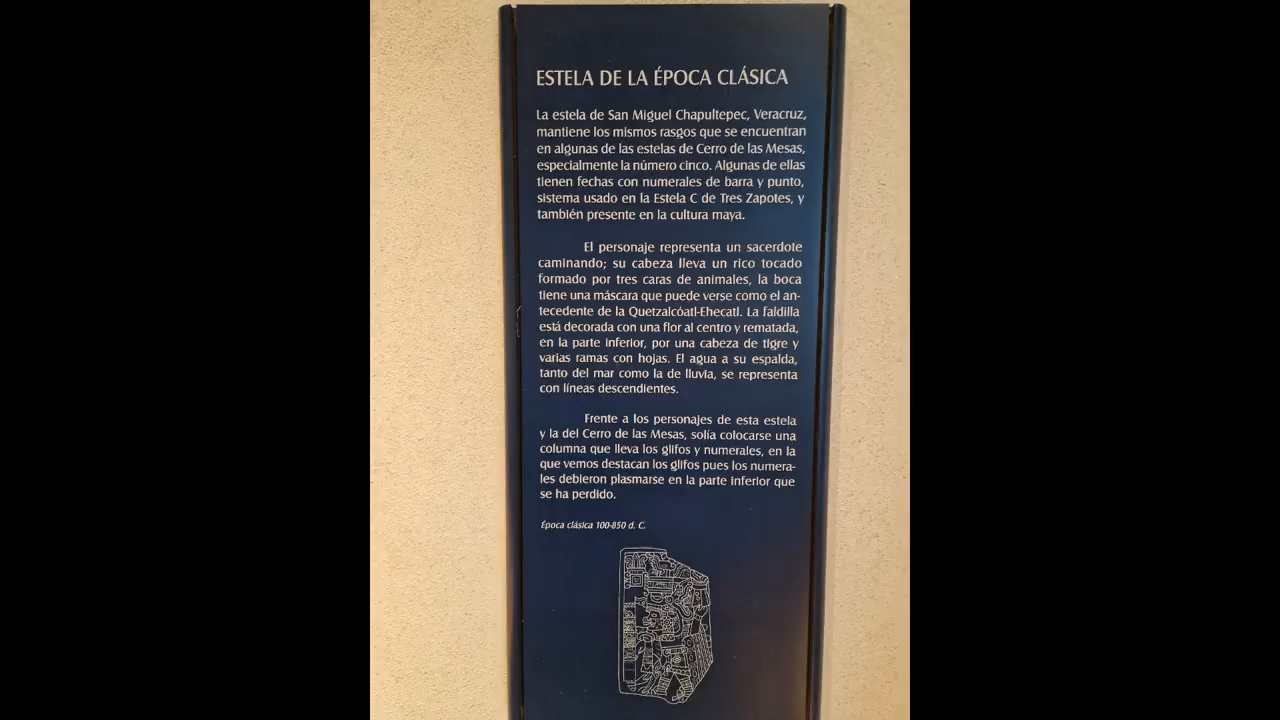 ESTELA DE LA ÉPOCA CLÁSICA
La estela de San Miguel Chapultepec, Veracruz,
mantiene los mismos rasgos que se encuentran
en algunas de las estelas de Cerro de las Mesas,
especialmente la número cinco. Algunas de ellas
tienen fechas con numerales de barra y punto,
sistema usado en la Estela C de Tres Zapotes, y
también presente en la cultura maya.
El personaje representa un sacerdote
caminando; su cabeza lleva un rico tocado
formado por tres caras de animales, la boca
tiene una máscara que puede verse como el an-
tecedente de la Quetzalcóatl-Ehecatl. La faldilla
está decorada con una flor al centro y rematada,
en la parte inferior, por una cabeza de tigre y
varias ramas con hojas. El agua a su espalda,
tanto del mar como la de lluvia, se representa
con líneas descendientes.
Frente a los personajes de esta estela
y la del Cerro de las Mesas, solía colocarse una
columna que lleva los glifos y numerales, en la
que vemos destacan los glifos pues los numera-
les debieron plasmarse en la parte inferior que
se ha perdido.
Época clásica 100-850 d. C.